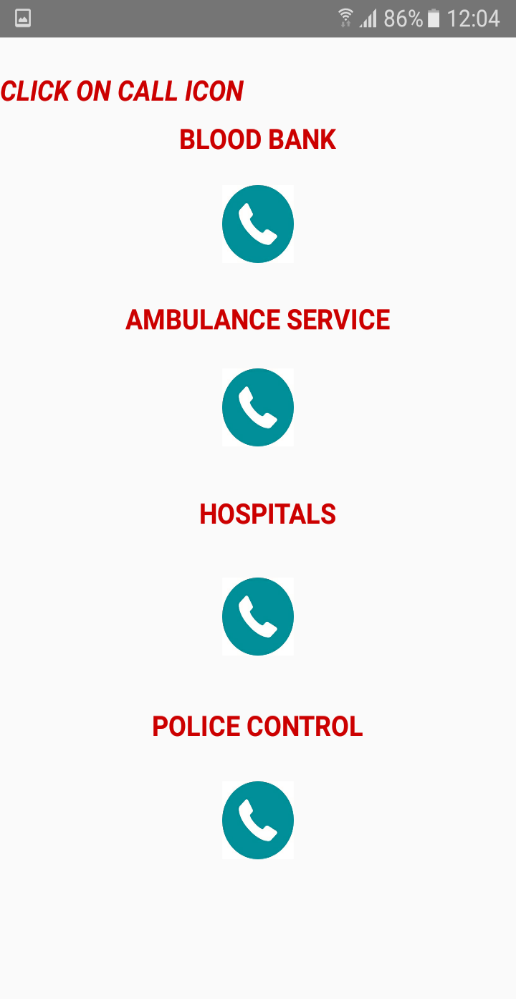 86% 12:04
CLICK ON CALL ICON
BLOOD BANK
AMBULANCE SERVICE
HOSPITALS
POLICE CONTROL